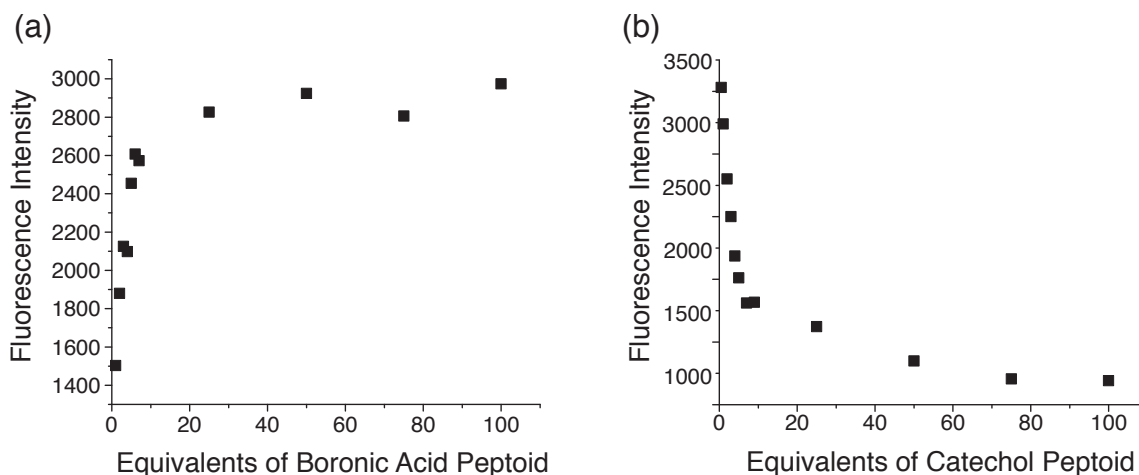 (a)
Fluorescence Intensity
3000
2800
2600
2400
2200
2000
1800
1600
1400
0 20 40 60 80 100
Equivalents of Boronic Acid Peptoid
(b)
Fluorescence Intensity
3500
3000
2500
2000
1500
1000
0 20 40 60 80 100
Equivalents of Catechol Peptoid